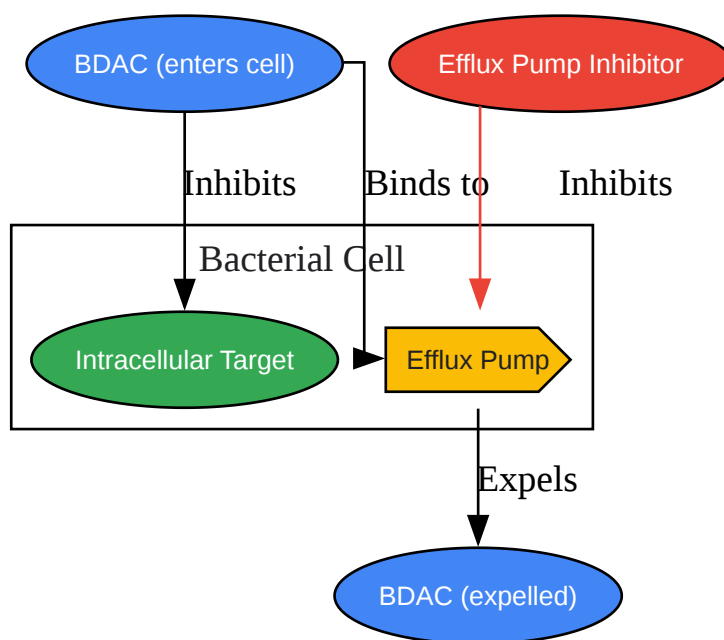 BDAC (enters cell)
Efflux Pump Inhibitor
Inhibits
Binds to
Inhibits
Bacterial Cell
Intracellular Target
Efflux Pump
Expels
BDAC (expelled)